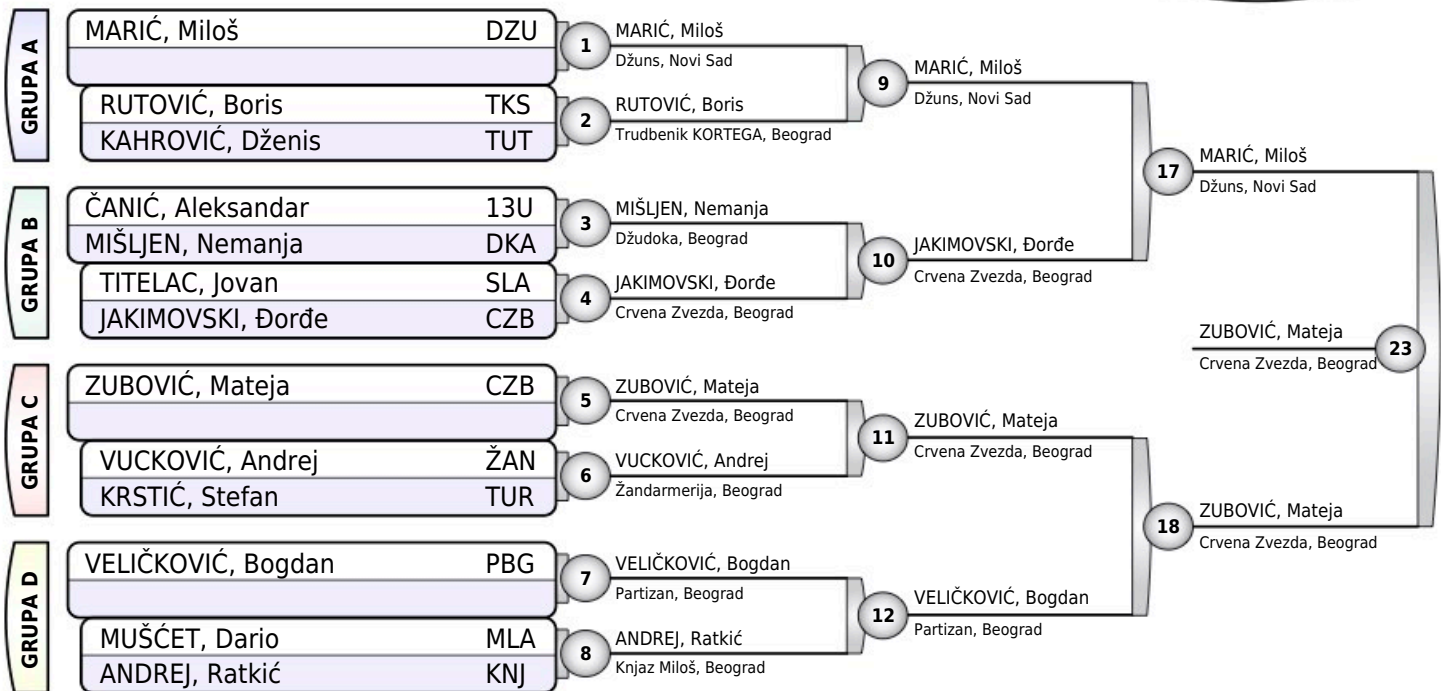 GRUPA A
MARIĆ, Miloš DZU
RUTOVIĆ, Boris TKS
KAHROVIĆ, Dženis TUT
GRUPA B
ČANIĆ, Aleksandar 13U
MIŠLJEN, Nemanja DKA
TITELAC, Jovan SLA
JAKIMOVSKI, Đorđe CZB
GRUPA C
ZUBOVIĆ, Mateja CZB
VUCKOVIĆ, Andrej ŽAN
KRSTIĆ, Stefan TUR
GRUPA D
VELIČKOVIĆ, Bogdan PBG
MUŠĆET, Dario MLA
ANDREJ, Ratkić KNJ
1
MARIĆ, Miloš
Džuns, Novi Sad
2
RUTOVIĆ, Boris
Trudbenik KORTEGA, Beograd
3
MIŠLJEN, Nemanja
Džudoka, Beograd
4
JAKIMOVSKI, Đorđe
Crvena Zvezda, Beograd
5
ZUBOVIĆ, Mateja
Crvena Zvezda, Beograd
6
VUCKOVIĆ, Andrej
Žandarmerija, Beograd
7
VELIČKOVIĆ, Bogdan
Partizan, Beograd
8
ANDREJ, Ratkić
Knjaz Miloš, Beograd
9
MARIĆ, Miloš
Džuns, Novi Sad
10
JAKIMOVSKI, Đorđe
Crvena Zvezda, Beograd
11
ZUBOVIĆ, Mateja
Crvena Zvezda, Beograd
12
VELIČKOVIĆ, Bogdan
Partizan, Beograd
17
MARIĆ, Miloš
Džuns, Novi Sad
18
ZUBOVIĆ, Mateja
Crvena Zvezda, Beograd
ZUBOVIĆ, Mateja
Crvena Zvezda, Beograd
23